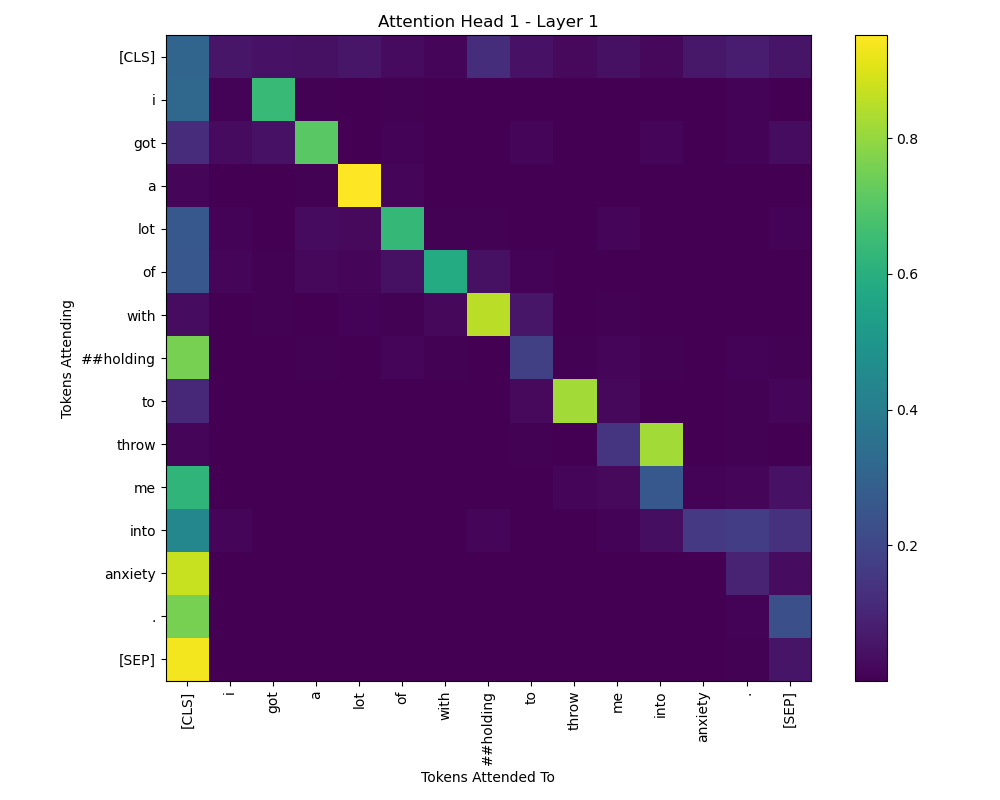 Attention Head 1 - Layer 1
Tokens Attending
[CLS]
i
got
a
lot
of
with
##holding
to
throw
me
into
anxiety
.
[SEP]
[CLS]
i
got
a
lot
of
with
##holding
to
throw
me
into
anxiety
.
[SEP]
Tokens Attended To
0.8
0.6
0.4
0.2